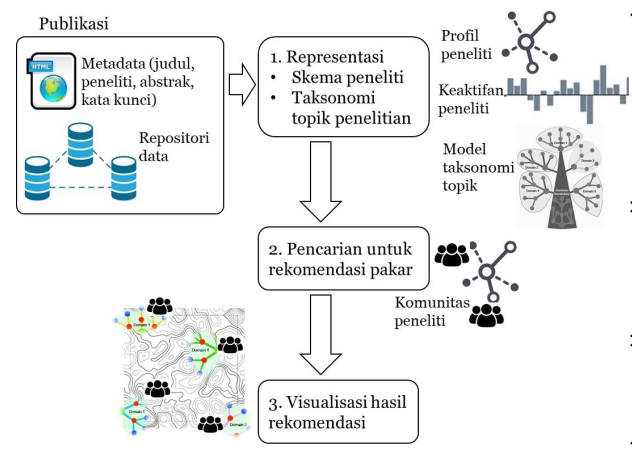 Publikasi
HTML
Metadata (judul,
peneliti, abstrak,
kata kunci)
Repositori
data
1. Representasi
• Skema peneliti
• Taksonomi
topik penelitian
Profil
peneliti
Keaktifan
peneliti
Model
taksonomi
topik
2. Pencarian untuk
rekomendasi pakar
Komunitas
peneliti
3. Visualisasi hasil
rekomendasi